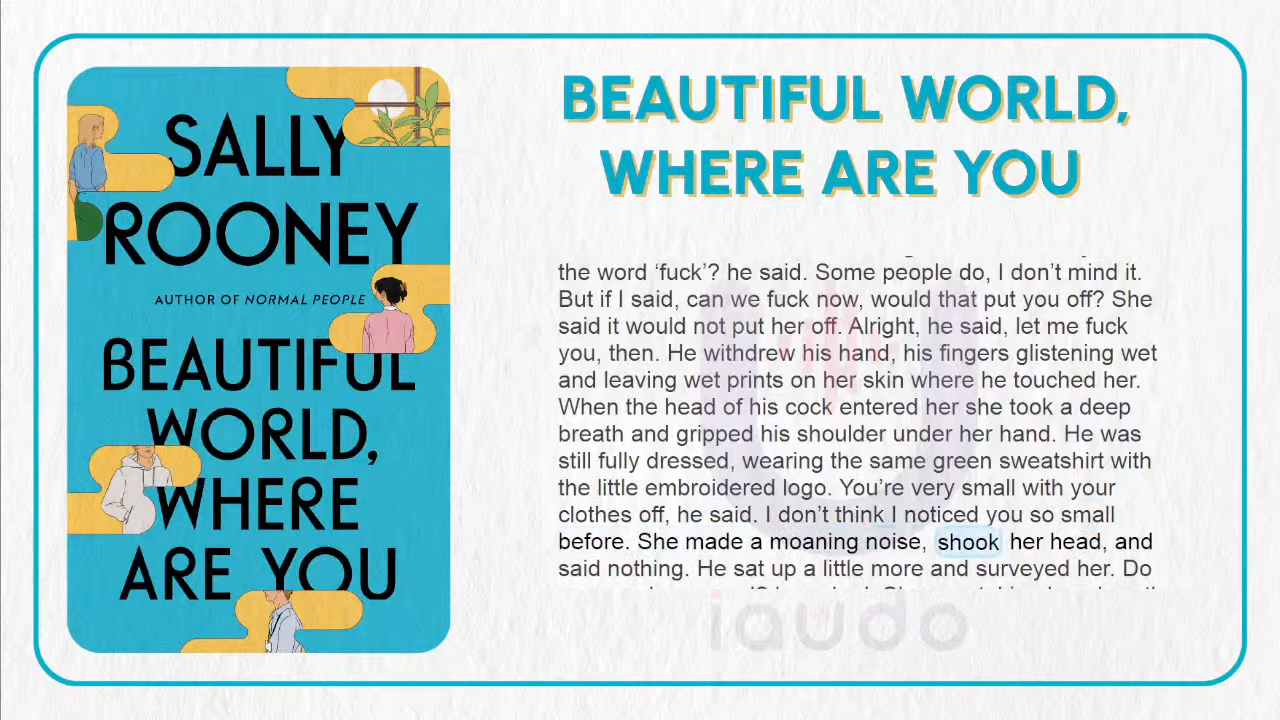 SALLY
ROONEY
AUTHOR OF NORMAL PEOPLE
BEAUTIFUL
WORLD,
WHERE
ARE YOU
BEAUTIFUL WORLD,
WHERE ARE YOU
the word ‘fuck’? he said. Some people do, I don’t mind it.
But if I said, can we fuck now, would that put you off? She
said it would not put her off. Alright, he said, let me fuck
you, then. He withdrew his hand, his fingers glistening wet
and leaving wet prints on her skin where he touched her.
When the head of his cock entered her she took a deep
breath and gripped his shoulder under her hand. He was
still fully dressed, wearing the same green sweatshirt with
the little embroidered logo. You’re very small with your
clothes off, he said. I don’t think I noticed you so small
before. She made a moaning noise, shook her head, and
said nothing. He sat up a little more and surveyed her. Do
iaudo